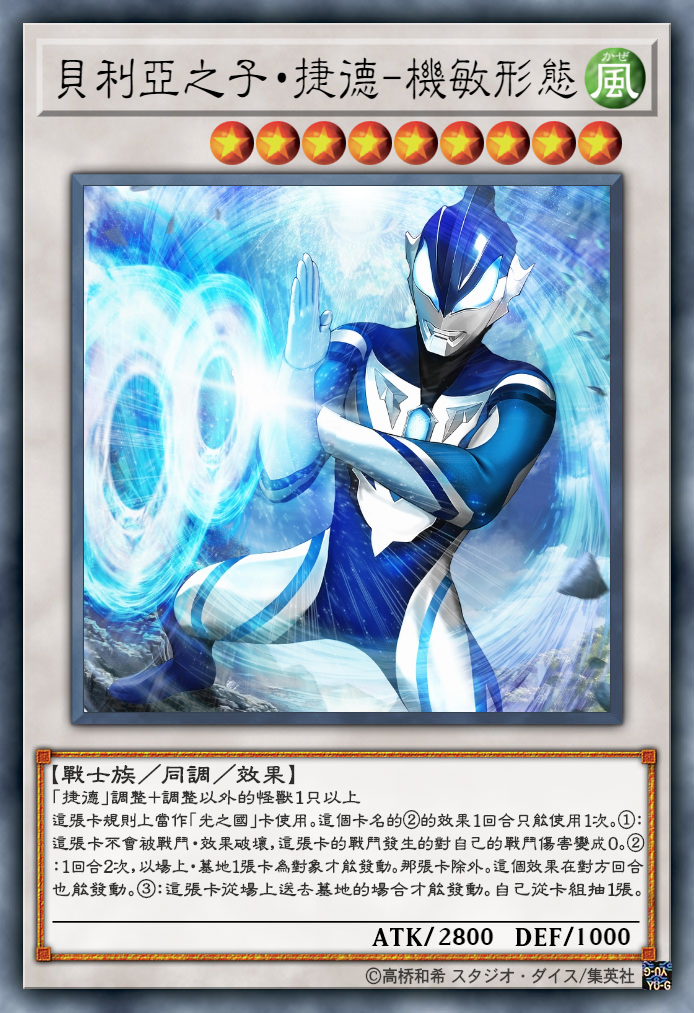 貝利亞之子・捷德-機敏形態
かぜ
風
【戰士族／同調／效果】
「捷德」調整+調整以外的怪獸1只以上
這張卡規則上當作「光之國」卡使用。這個卡名的②的效果1回合只能使用1次。①：
這張卡不會被戰鬥·效果破壞，這張卡的戰鬥發生的對自己的戰鬥傷害變成0。②
：1回合2次，以場上·墓地1張卡為對象才能發動。那張卡除外。這個效果在對方回合
也能發動。③：這張卡從場上送去墓地的場合才能發動。自己從卡組抽1張。
ATK/2800 DEF/1000
©高桥和希 スタジオ・ダイス/集英社
YU-G
YU-G